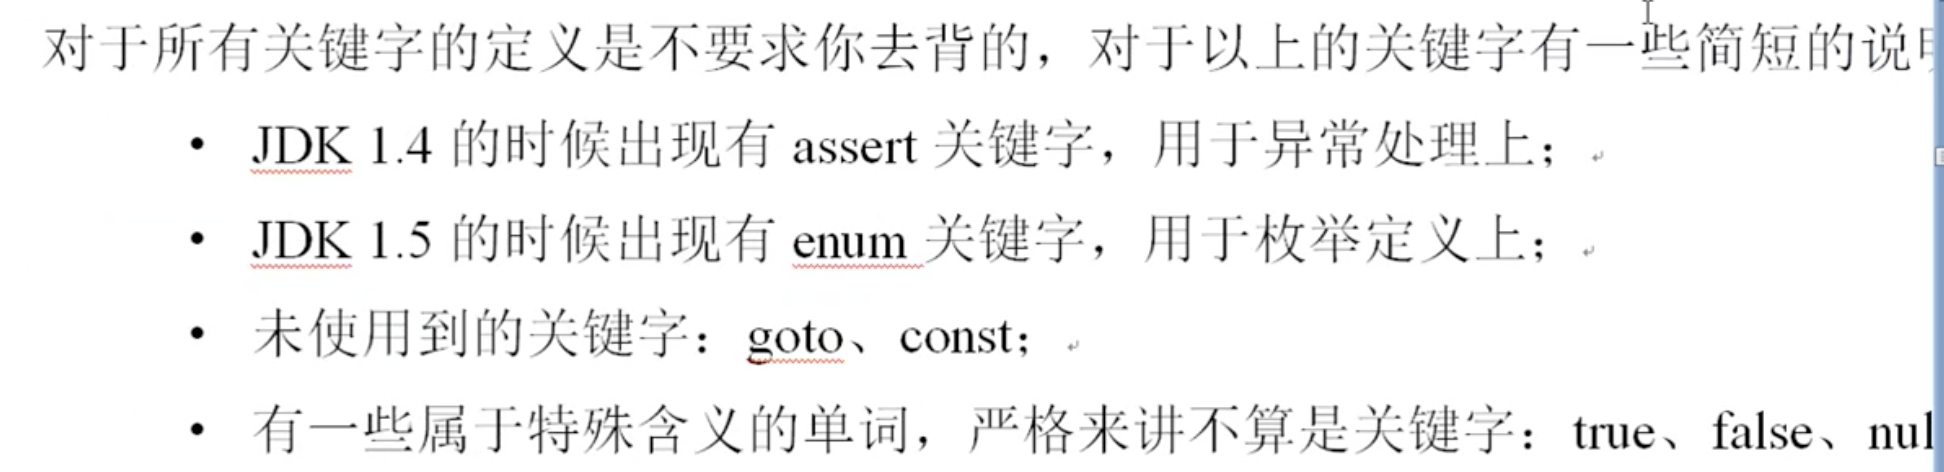 对于所有关键字的定义是不要求你去背的，对于以上的关键字有一些简短的说
• JDK 1.4 的时候出现有 assert 关键字，用于异常处理上；
• JDK 1.5 的时候出现有 enum 关键字，用于枚举定义上；
• 未使用到的关键字：goto、const；
• 有一些属于特殊含义的单词，严格来讲不算是关键字：true、false、nul